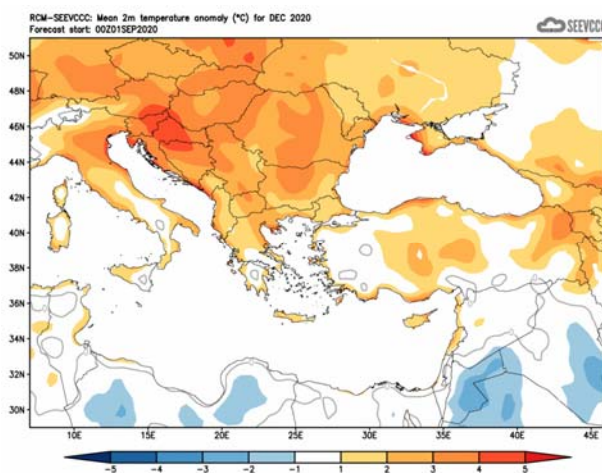 RCM-SEEVCCC: Mean 2m temperature anomaly (°C) for DEC 2020
Forecast start: 00Z01SEP2020
SEEVCCC
50N
48N
46N
44N
42N
40N
38N
36N
34N
32N
30N
10E 15E 20E 25E 30E 35E 40E 45E
-5 -4 -3 -2 -1 1 2 3 4 5